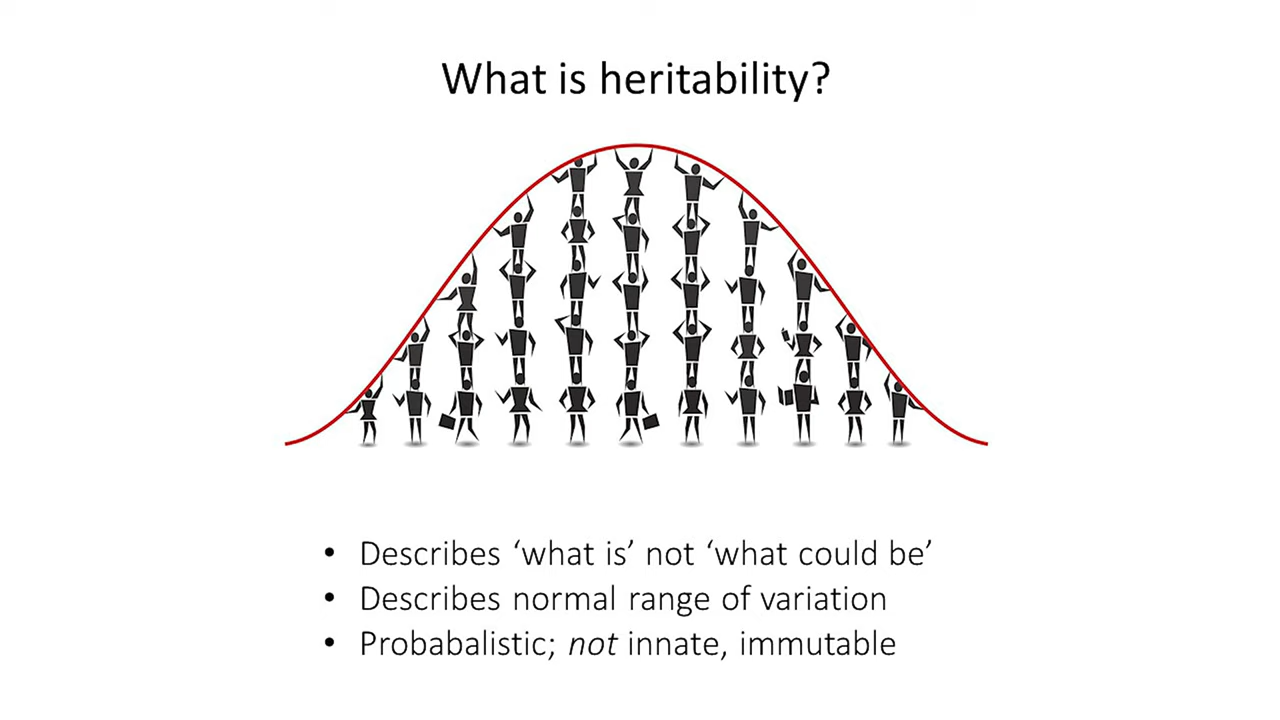 What is heritability?
• Describes ‘what is’ not ‘what could be’
• Describes normal range of variation
• Probabalistic; not innate, immutable